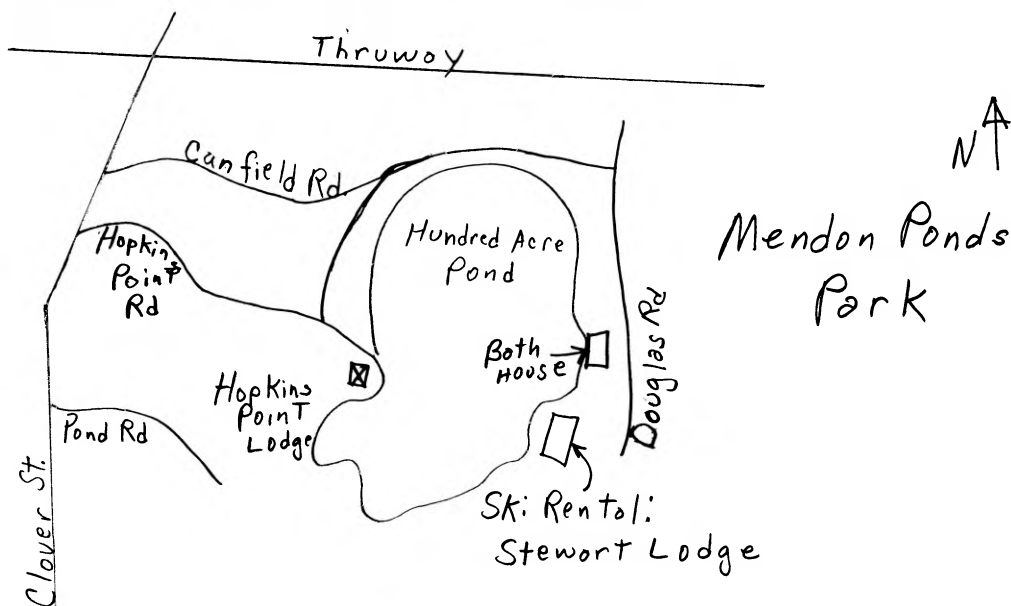 Thruway
N
Canfield Rd.
Mendon Ponds
Park
Hopkins
Point
Rd
Hundred Acre
Pond
Bath
House
Douglas Rd
Hopkins
Point
Lodge
Pond Rd
Clover St.
Ski Rental:
Stewart Lodge